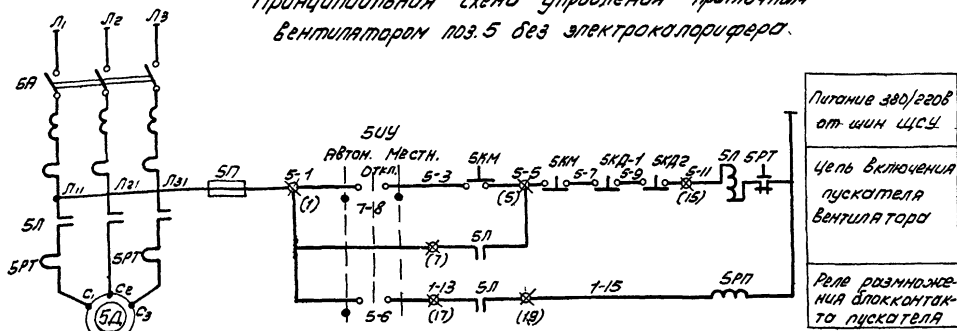 Принципиальная схема управления приточным
вентилятором поз.5 без электрокалорифера.
Л1 Л2 Л3
5А
Питание 380/220в
от шин ЩСУ
5ИУ
Автон. Местн.
Откл.
5П
5-1
5-3
5КМ
5-5
5КМ
5-7
5КД-1
5-9
5КД2
5-11
5Л
5РТ
Л11 Л21 Л31
(1)
7-8
(5)
(15)
Цепь включения
пускателя
вентилятора
5Л
5Л
(7)
5РТ
5РТ
1-13
5Л
1-15
5РП
С1 С2 С3
5Д
5-6
(17)
(19)
Реле размноже-
ния блокконтак-
та пускателя